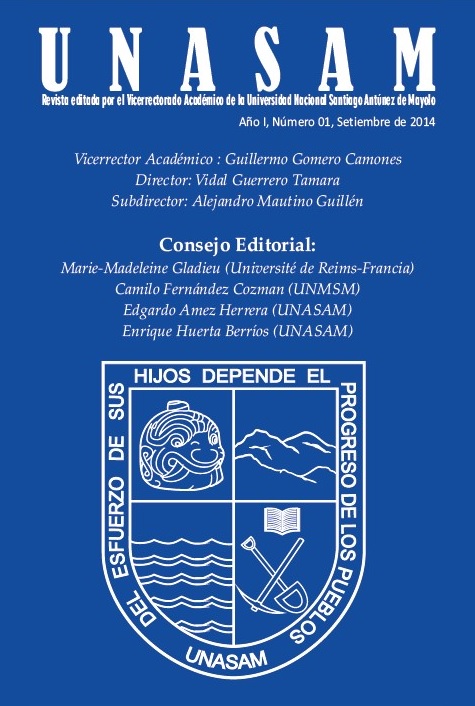 UNASAM
Revista editada por el Vicerrectorado Académico de la Universidad Nacional Santiago Antúnez de Mayolo
Año I, Número 01, Setiembre de 2014
Vicerrector Académico : Guillermo Gomero Camones
Director: Vidal Guerrero Tamara
Subdirector: Alejandro Mautino Guillén
Consejo Editorial:
Marie-Madeleine Gladieu (Université de Reims-Francia)
Camilo Fernández Cozman (UNMSM)
Edgardo Amez Herrera (UNASAM)
Enrique Huerta Berríos (UNASAM)
DEL ESFUERZO DE SUS
HIJOS DEPENDE EL
PROGRESO DE LOS PUEBLOS
UNASAM